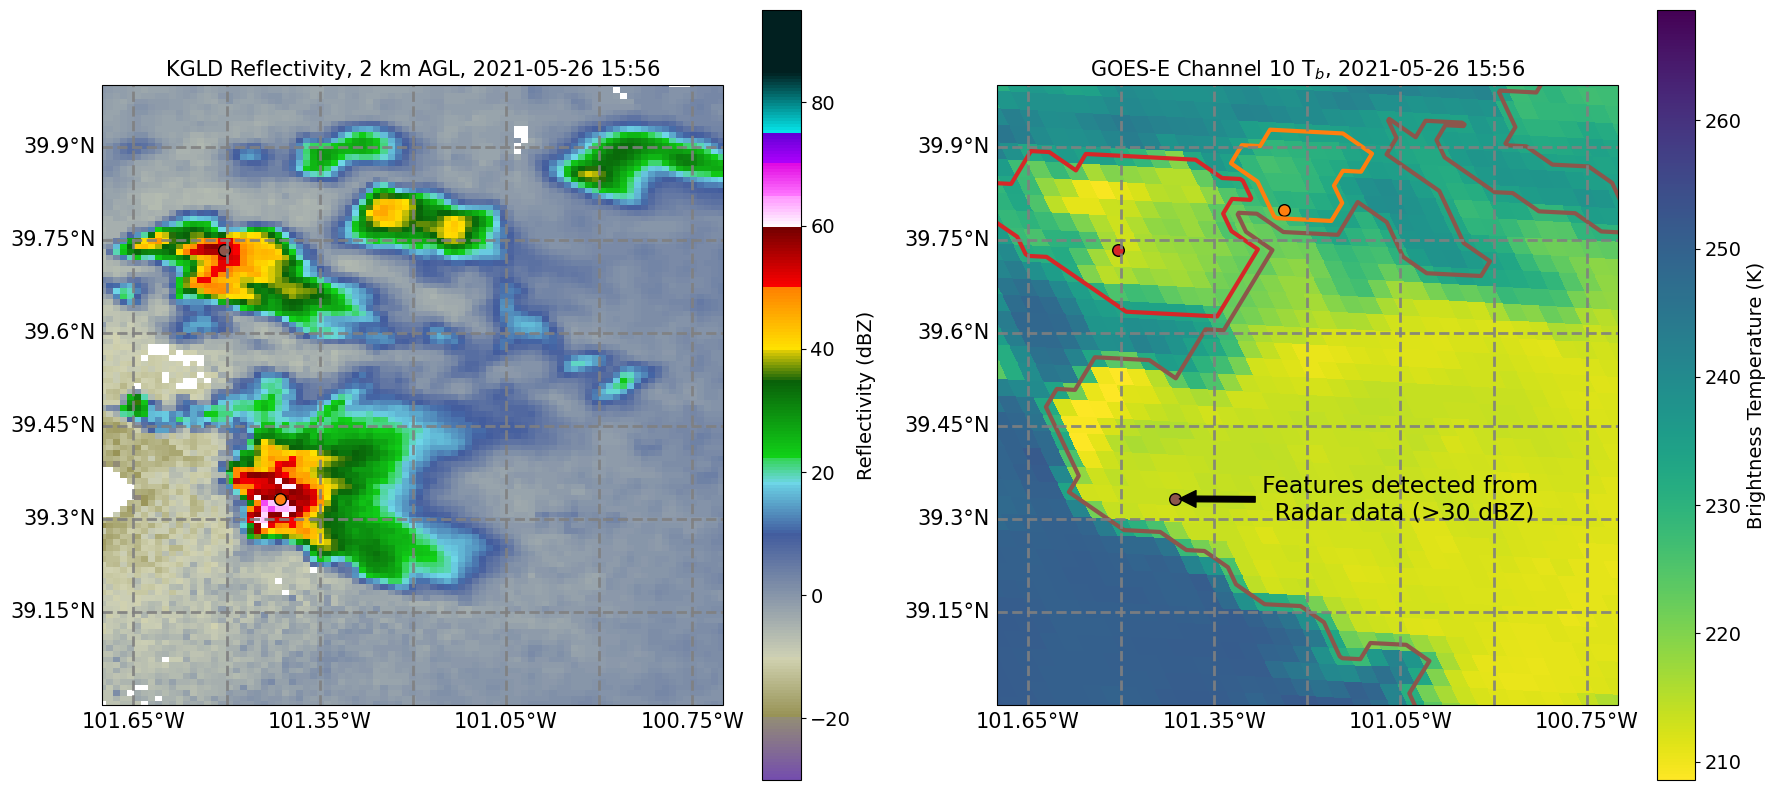 KGLD Reflectivity, 2 km AGL, 2021-05-26 15:56
39.9°N
39.75°N
39.6°N
39.45°N
39.3°N
39.15°N
101.65°W
101.35°W
101.05°W
100.75°W
80
60
40
20
0
−20
Reflectivity (dBZ)
GOES-E Channel 10 T_b, 2021-05-26 15:56
39.9°N
39.75°N
39.6°N
39.45°N
39.3°N
39.15°N
Features detected from
Radar data (>30 dBZ)
101.65°W
101.35°W
101.05°W
100.75°W
260
250
240
230
220
210
Brightness Temperature (K)